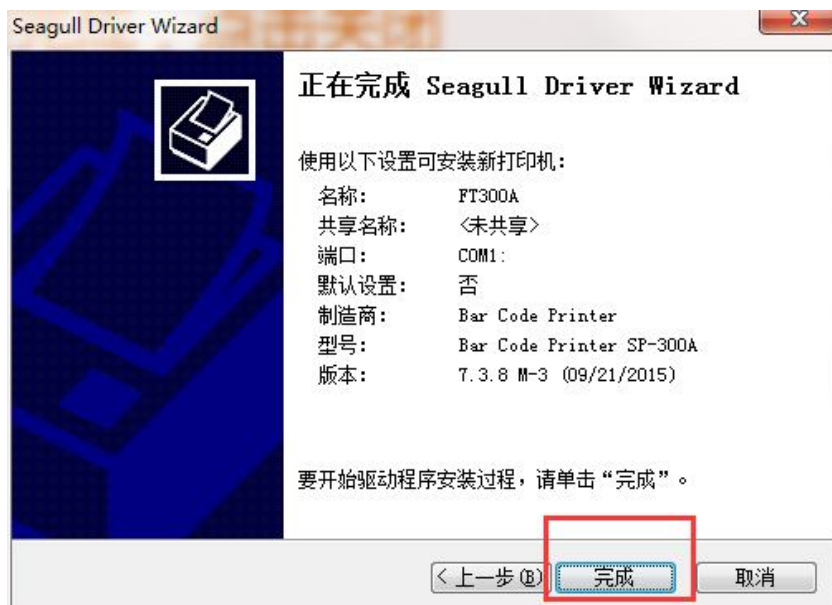 Seagull Driver Wizard
正在完成 Seagull Driver Wizard
使用以下设置可安装新打印机：
名称： FT300A
共享名称： <未共享>
端口： COM1:
默认设置： 否
制造商： Bar Code Printer
型号： Bar Code Printer SP-300A
版本： 7.3.8 M-3 (09/21/2015)
要开始驱动程序安装过程，请单击“完成”。
< 上一步(B) 完成 取消